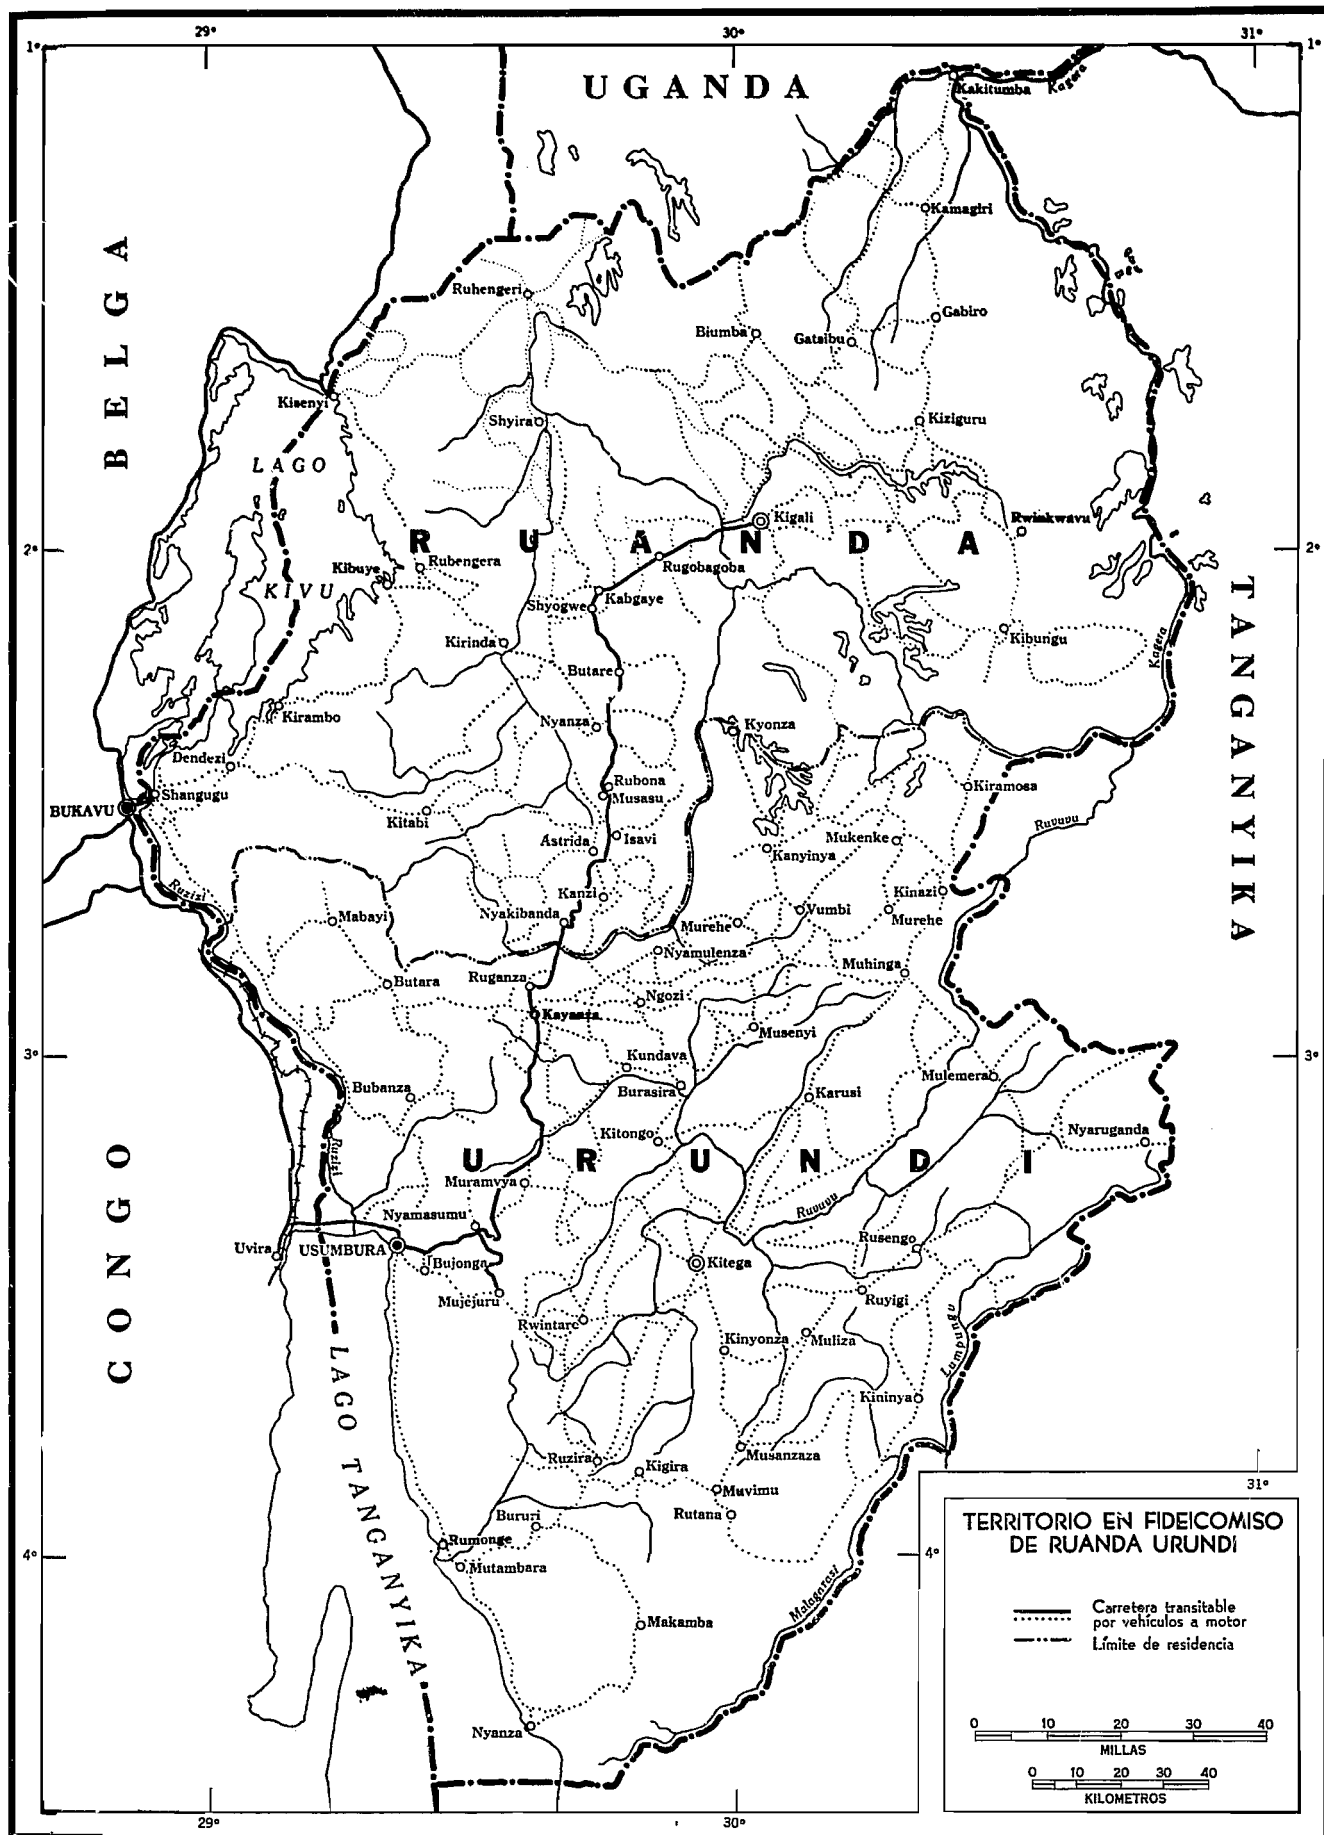 29°
30°
31°
1°
1°
UGANDA
Kakitumba
Kagera
Kamagiri
BELGA
Ruhengeri
Gabiro
Biumba
Gatsibu
Kisenyi
Shyira
Kiziguru
LAGO
Kigali
Rwinkwavu
RUANDA
2°
2°
Rubengera
Rugobagoba
Kibuye
KIVU
Kabgaye
Shyogwe
TANGANYIKA
Kibungu
Kagera
Kirinda
Butare
Kirambo
Nyanza
Kyonza
Dendezi
Rubona
Kiramosa
Shangugu
Musasu
BUKAVU
Kitabi
Ruvuvu
Astrida
Isavi
Mukenke
Kanyinya
Ruzizi
Kanzi
Kinazi
Mabayi
Nyakibanda
Murehe
Vumbi
Murehe
Nyamulenza
Muhinga
Butara
Ruganza
Ngozi
Kayanza
Musenyi
3°
3°
Kundava
Bubanza
Burasira
Karusi
Mulemera
Kitongo
Nyaruganda
Ruzizi
URUNDI
CONGO
Muramvya
Ruvuvu
Nyamasumu
Uvira
USUMBURA
Rusengo
Bujonga
Kitega
Mujejuru
Ruyigi
Rwintare
Kinyonza
Muliza
LAGO TANGANYIKA
Kininya
Ruzira
Kigira
Musanzaza
Muvimu
31°
Bururi
Rutana
Rumonge
4°
4°
Mutambara
Malagarasi
Makamba
Nyanza
TERRITORIO EN FIDEICOMISO
DE RUANDA URUNDI
Carretera transitable
por vehículos a motor
Límite de residencia
0 10 20 30 40
MILLAS
0 10 20 30 40
KILOMETROS
29°
30°